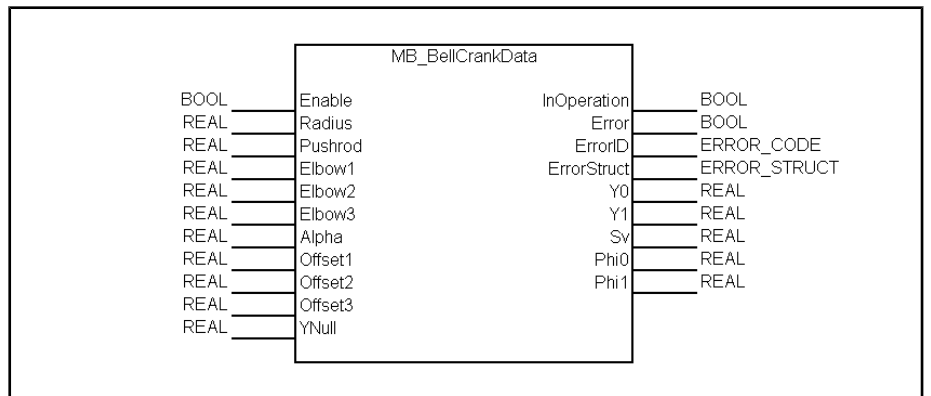 MB_BellCrankData
BOOL Enable InOperation BOOL
REAL Radius Error BOOL
REAL Pushrod ErrorID ERROR_CODE
REAL Elbow1 ErrorStruct ERROR_STRUCT
REAL Elbow2 Y0 REAL
REAL Elbow3 Y1 REAL
REAL Alpha Sv REAL
REAL Offset1 Phi0 REAL
REAL Offset2 Phi1 REAL
REAL Offset3
REAL YNull